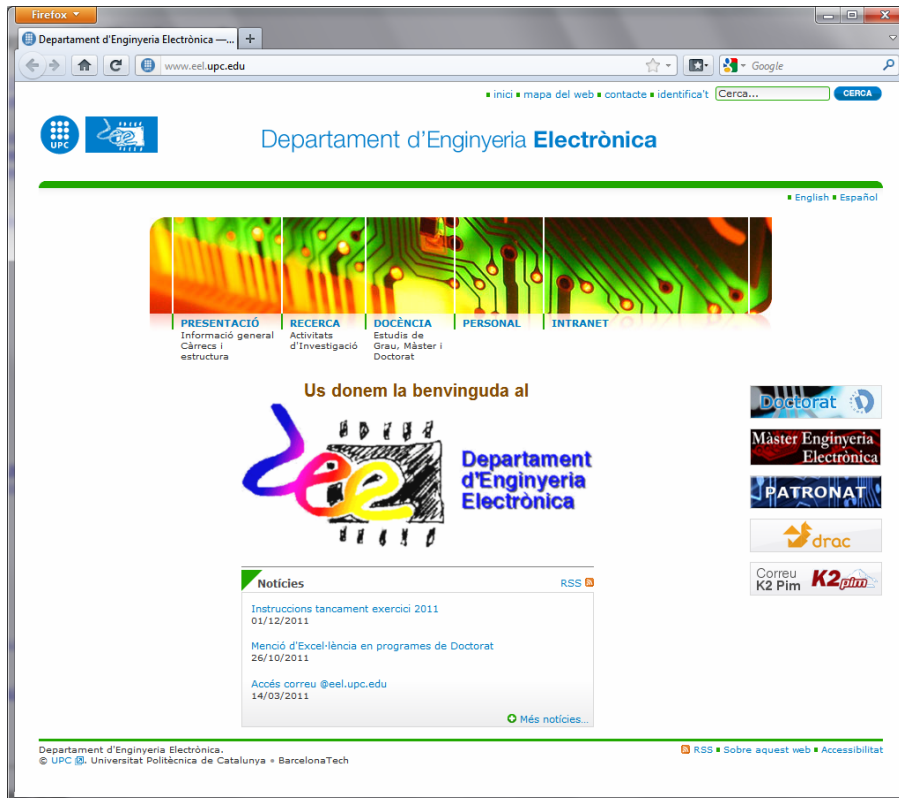 Firefox
Departament d'Enginyeria Electrònica —...
www.eel.upc.edu
Google
inici mapa del web contacte identifica't Cerca... CERCA
UPC
Departament d'Enginyeria Electrònica
English Español
PRESENTACIÓ
Informació general
Càrrecs i
estructura
RECERCA
Activitats
d'Investigació
DOCÈNCIA
Estudis de
Grau, Màster i
Doctorat
PERSONAL
INTRANET
Us donem la benvinguda al
Departament
d'Enginyeria
Electrònica
Doctorat
Màster Enginyeria
Electrònica
PATRONAT
drac
Correu
K2 Pim
K2pim
Notícies RSS
Instruccions tancament exercici 2011
01/12/2011
Menció d'Excel·lència en programes de Doctorat
26/10/2011
Accés correu @eel.upc.edu
14/03/2011
Més notícies...
Departament d'Enginyeria Electrònica.
© UPC . Universitat Politècnica de Catalunya • BarcelonaTech
RSS Sobre aquest web Accessibilitat